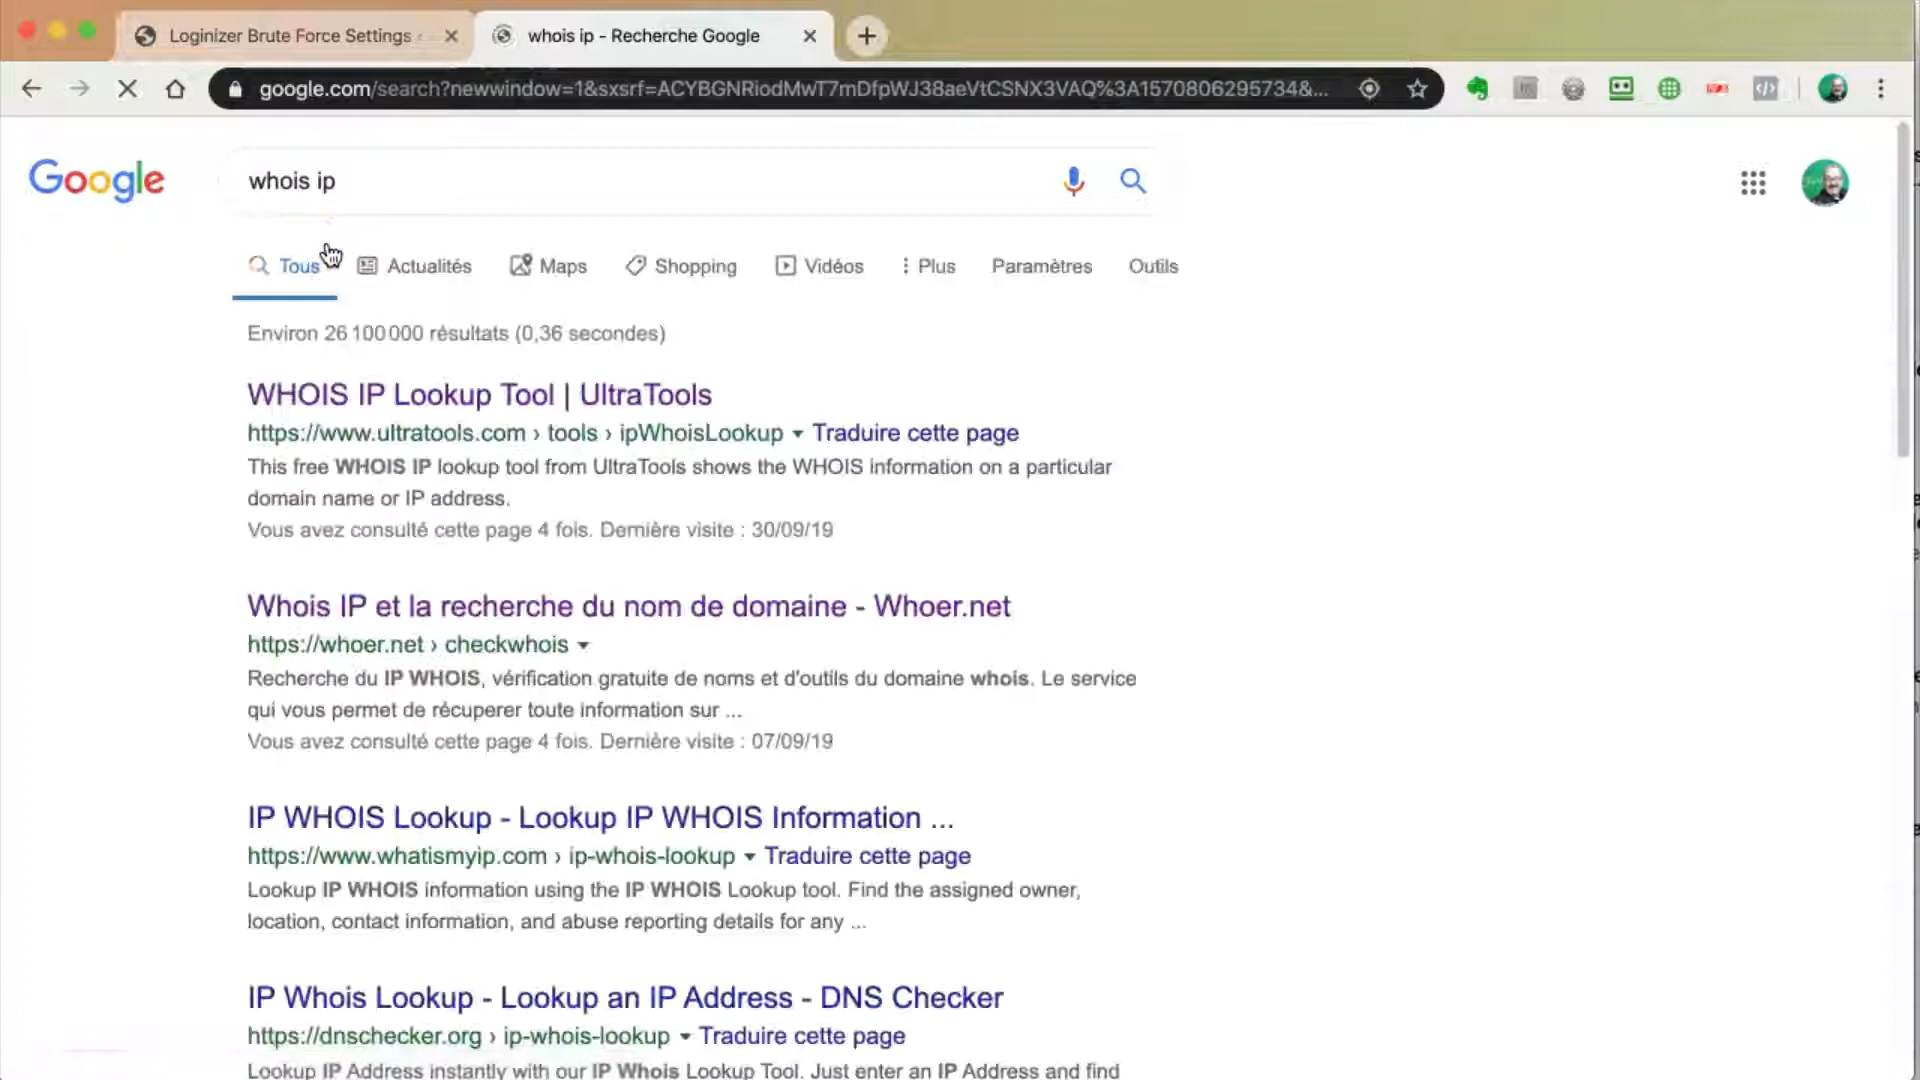 Loginizer Brute Force Settings
whois ip - Recherche Google
google.com/search?newwindow=1&sxsrf=ACYBGNRiodMwT7mDfpWJ38aeVtCSNX3VAQ%3A1570806295734&...
Google
whois ip
Tous Actualités Maps Shopping Vidéos Plus Paramètres Outils
Environ 26 100 000 résultats (0,36 secondes)
WHOIS IP Lookup Tool | UltraTools
https://www.ultratools.com › tools › ipWhoisLookup ▾ Traduire cette page
This free WHOIS IP lookup tool from UltraTools shows the WHOIS information on a particular
domain name or IP address.
Vous avez consulté cette page 4 fois. Dernière visite : 30/09/19
Whois IP et la recherche du nom de domaine - Whoer.net
https://whoer.net › checkwhois ▾
Recherche du IP WHOIS, vérification gratuite de noms et d'outils du domaine whois. Le service
qui vous permet de récuperer toute information sur ...
Vous avez consulté cette page 4 fois. Dernière visite : 07/09/19
IP WHOIS Lookup - Lookup IP WHOIS Information ...
https://www.whatismyip.com › ip-whois-lookup ▾ Traduire cette page
Lookup IP WHOIS information using the IP WHOIS Lookup tool. Find the assigned owner,
location, contact information, and abuse reporting details for any ...
IP Whois Lookup - Lookup an IP Address - DNS Checker
https://dnschecker.org › ip-whois-lookup ▾ Traduire cette page
Lookup IP Address instantly with our IP Whois Lookup Tool. Just enter an IP Address and find